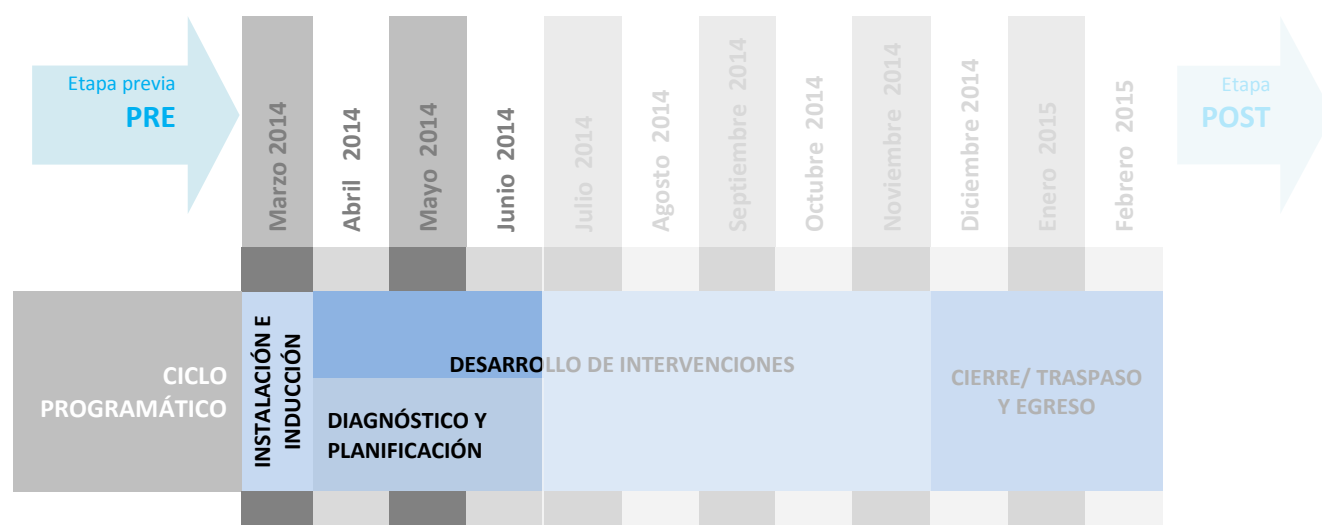 Etapa previa
PRE
Marzo 2014
Abril 2014
Mayo 2014
Junio 2014
Julio 2014
Agosto 2014
Septiembre 2014
Octubre 2014
Noviembre 2014
Diciembre 2014
Enero 2015
Febrero 2015
Etapa
POST
CICLO
PROGRAMÁTICO
INSTALACIÓN E
INDUCCIÓN
DESARROLLO DE INTERVENCIONES
DIAGNÓSTICO Y
PLANIFICACIÓN
CIERRE/ TRASPASO
Y EGRESO